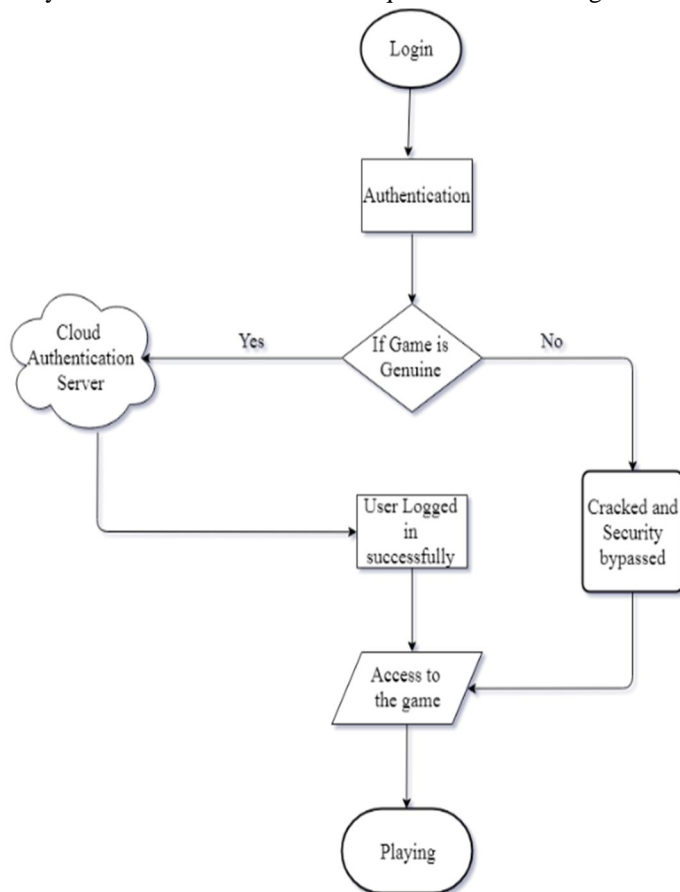 Login
Authentication
If Game is
Genuine
Yes
No
Cloud
Authentication
Server
User Logged
in
successfully
Cracked and
Security
bypassed
Access to
the game
Playing